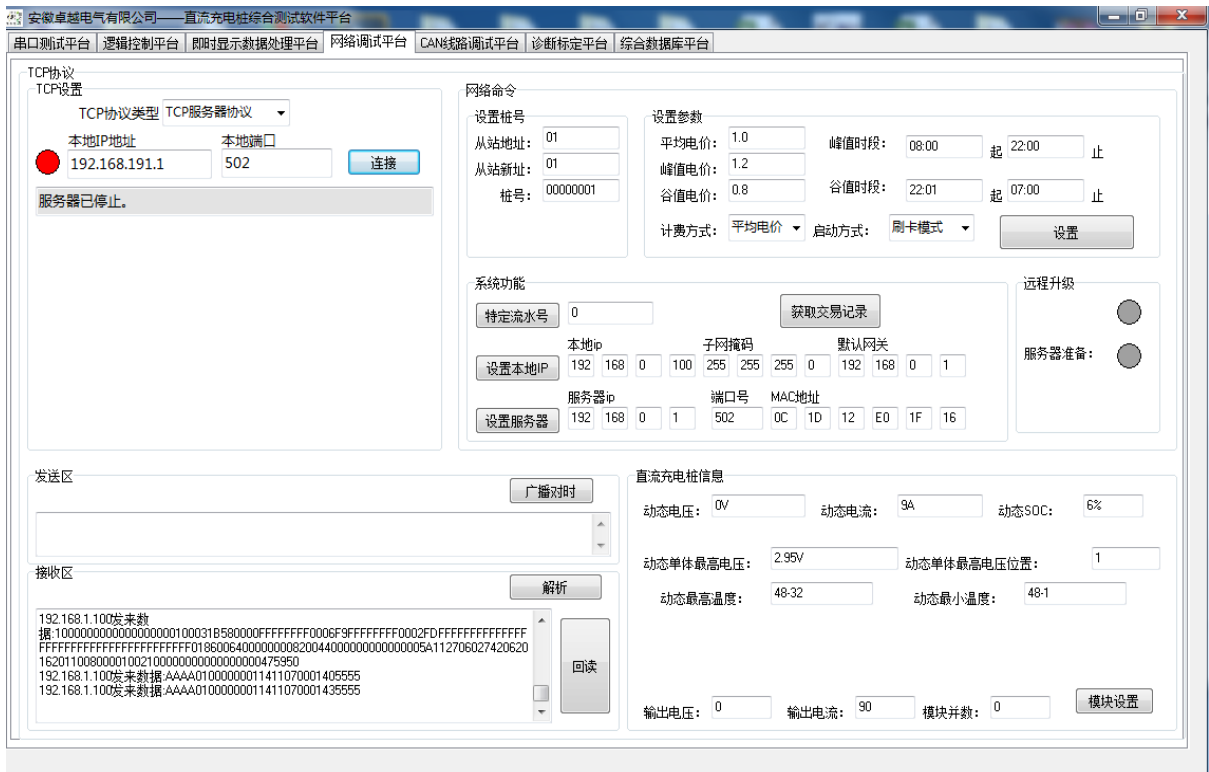 安徽卓越电气有限公司——直流充电桩综合测试软件平台
串口测试平台 逻辑控制平台 即时显示数据处理平台 网络调试平台 CAN线路调试平台 诊断标定平台 综合数据库平台
TCP协议
TCP设置
TCP协议类型 TCP服务器协议
本地IP地址 本地端口
192.168.191.1 502 连接
服务器已停止。
网络命令
设置桩号
从站地址: 01
从站新址: 01
桩号: 00000001
设置参数
平均电价: 1.0 峰值时段: 08:00 起 22:00 止
峰值电价: 1.2
谷值电价: 0.8 谷值时段: 22:01 起 07:00 止
计费方式: 平均电价 启动方式: 刷卡模式 设置
系统功能
特定流水号 0 获取交易记录
本地ip 子网掩码 默认网关
设置本地IP 192 168 0 100 255 255 255 0 192 168 0 1
服务器ip 端口号 MAC地址
设置服务器 192 168 0 1 502 0C 1D 12 E0 1F 16
远程升级
服务器准备:
发送区
广播对时
接收区
解析
192.168.1.100发来数
据:10000000000000000000100031B580000FFFFFFFF0006F9FFFFFFFF0002FDFFFFFFFFFFFFFF
FFFFFFFFFFFFFFFFFFFFFFFFFF01860064000000082004400000000000005A112706027420620
1620110080000100210000000000000000475950
192.168.1.100发来数据:AAAA01000000011411070001405555
192.168.1.100发来数据:AAAA01000000011411070001435555
回读
直流充电桩信息
动态电压: 0V 动态电流: 9A 动态SOC: 6%
动态单体最高电压: 2.95V 动态单体最高电压位置: 1
动态最高温度: 48-32 动态最小温度: 48-1
输出电压: 0 输出电流: 90 模块并数: 0 模块设置